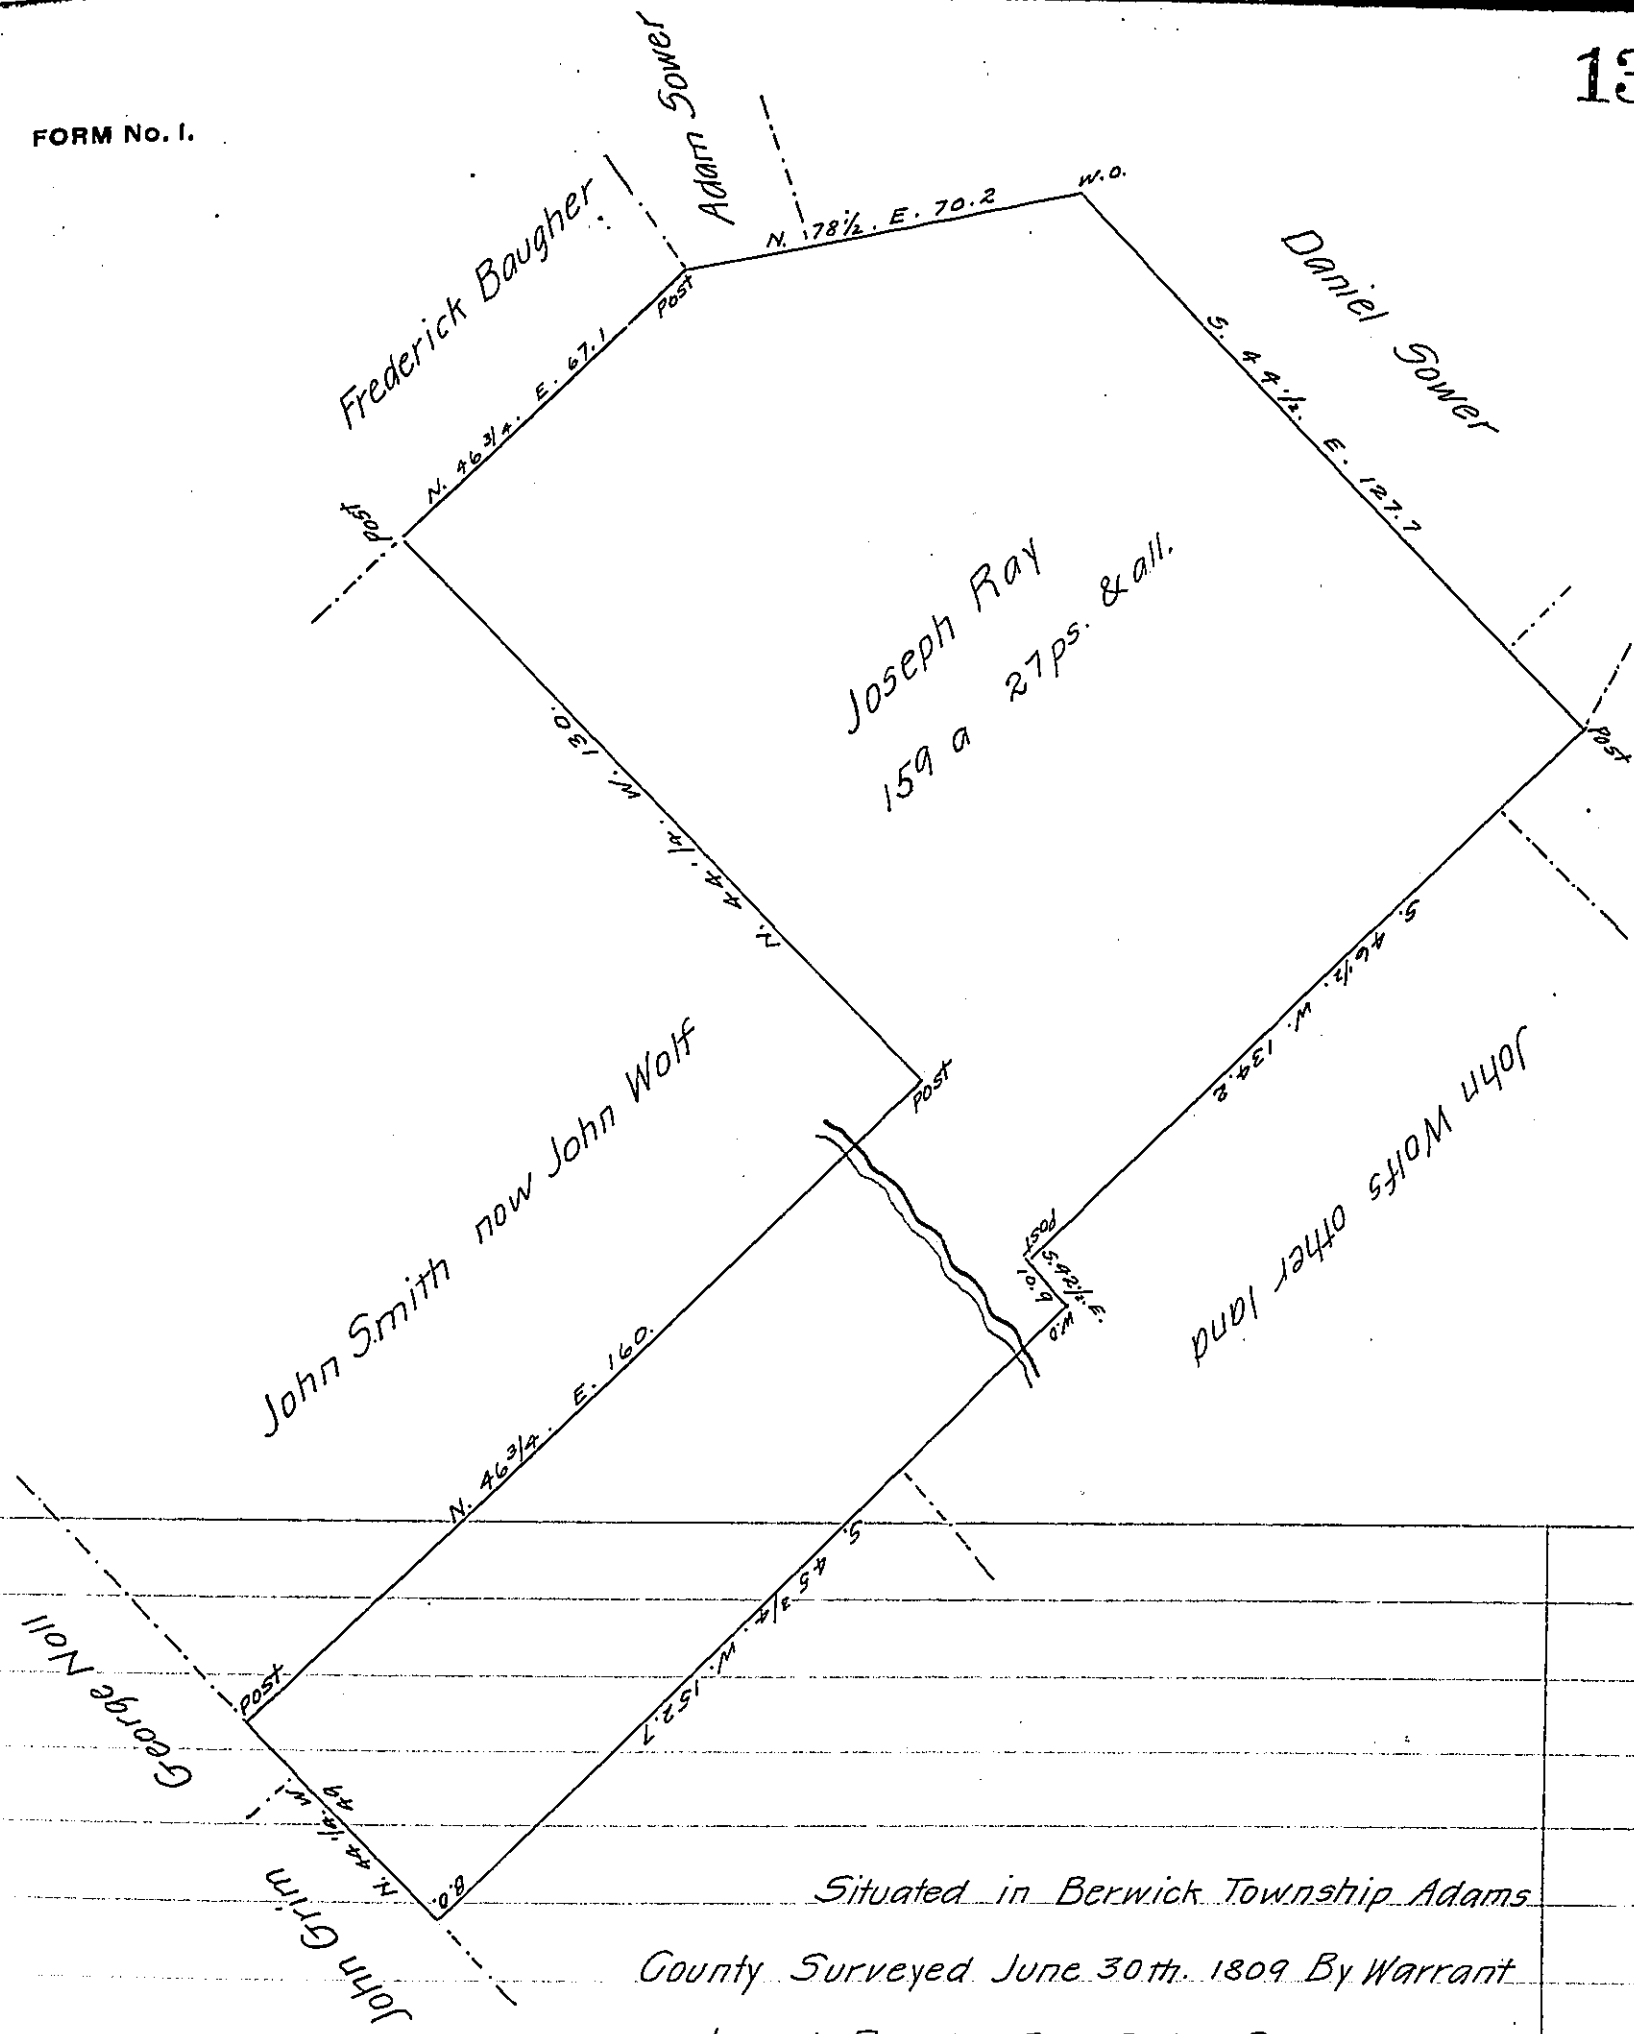 13
FORM No. 1.
Adam Sower
Frederick Baugher
W.O.
N. 78½. E. 70.2
Post
Daniel Sower
N. 46¾. E. 67.1
S. 44½. E. 127.7
Post
Joseph Ray
159 a 27 ps. & all.
N. 44¼. W. 130.
Post
S. 46½. W. 134.2
Post
John Smith now John Wolf
John Wolfs other land
Post
S. 42½. E.
10.9
W.O
N. 46¾. E. 160.
S. 45¾. W. 152.7
George Noll
Post
N. 44¼. W. 49
B.O.
John Grim
Situated in Berwick Township Adams
County Surveyed June 30th. 1809 By Warrant